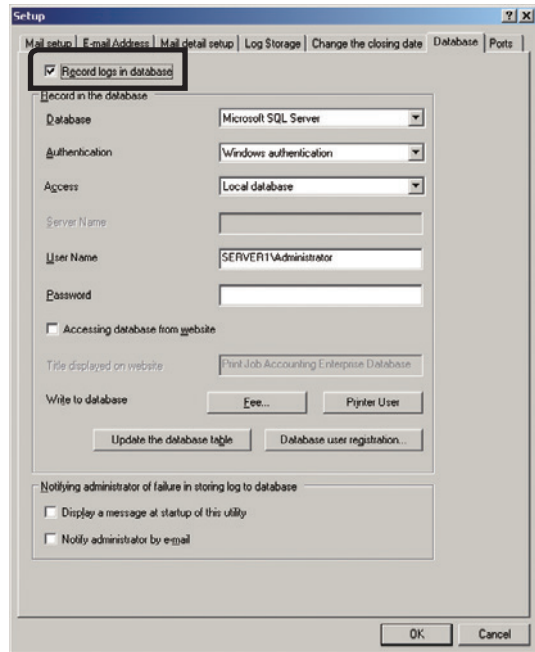 Setup
Mail setup E-mail Address Mail detail setup Log Storage Change the closing date Database Ports
Record logs in database
Record in the database
Database Microsoft SQL Server
Authentication Windows authentication
Access Local database
Server Name
User Name SERVER1\Administrator
Password
Accessing database from website
Title displayed on website Print Job Accounting Enterprise Database
Write to database Fee... Printer User
Update the database table Database user registration...
Notifying administrator of failure in storing log to database
Display a message at startup of this utility
Notify administrator by e-mail
OK Cancel